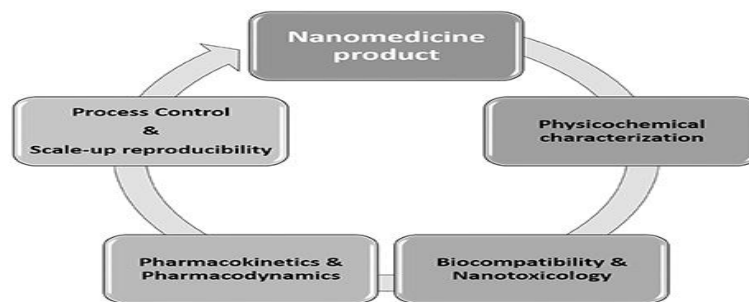 Nanomedicine
product
Physicochemical
characterization
Biocompatibility &
Nanotoxicology
Pharmacokinetics &
Pharmacodynamics
Process Control
&
Scale-up reproducibility